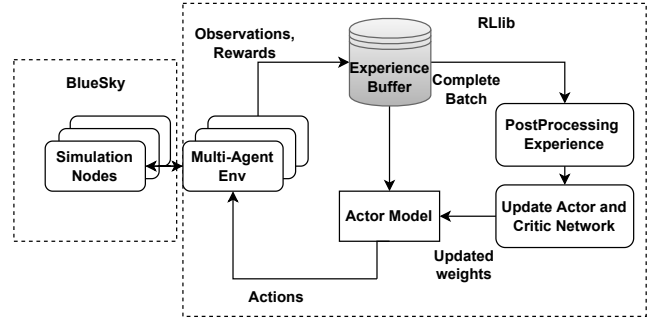 Observations,
Rewards
RLlib
BlueSky
Experience
Buffer
Complete
Batch
Simulation
Nodes
Multi-Agent
Env
PostProcessing
Experience
Actor Model
Update Actor and
Critic Network
Updated
weights
Actions